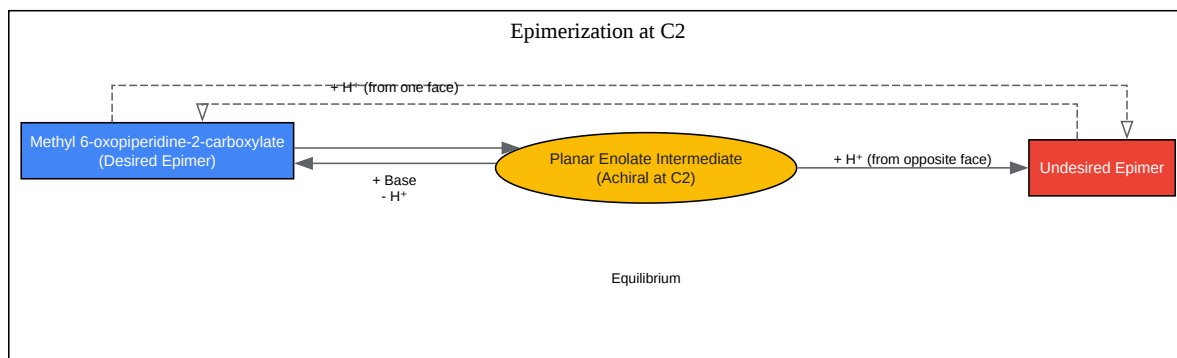 Epimerization at C2
+ H⁺ (from one face)
Methyl 6-oxopiperidine-2-carboxylate
(Desired Epimer)
Planar Enolate Intermediate
(Achiral at C2)
+ H⁺ (from opposite face)
Undesired Epimer
+ Base
- H⁺
Equilibrium